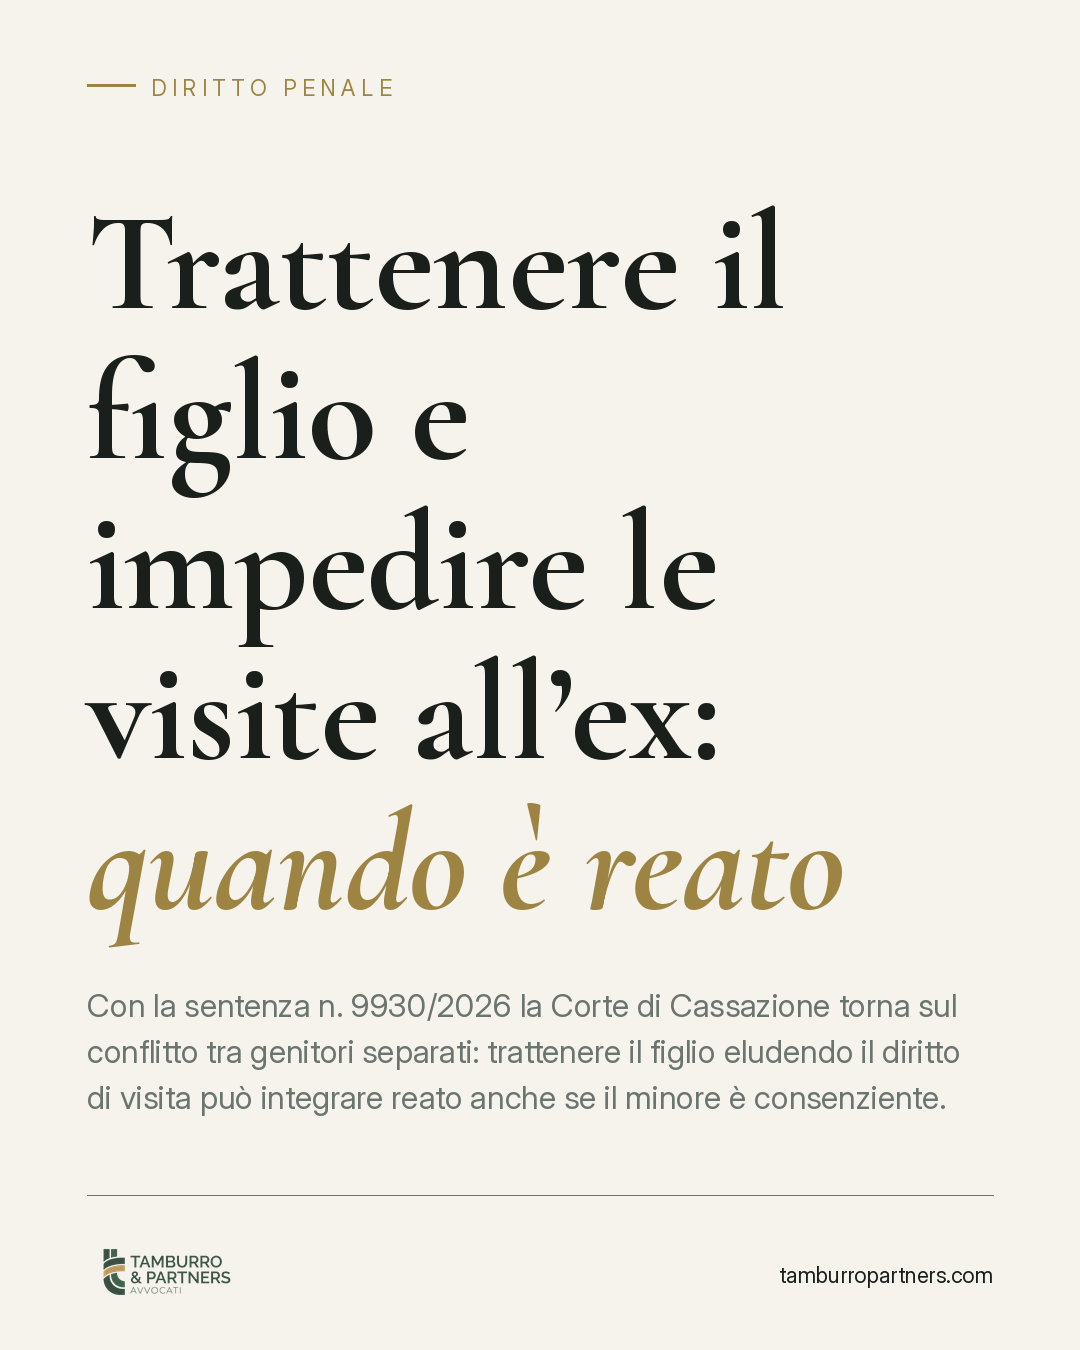 DIRITTO PENALE
Trattenere il
figlio e
impedire le
visite all’ex:
quando è reato
Con la sentenza n. 9930/2026 la Corte di Cassazione torna sul
conflitto tra genitori separati: trattenere il figlio eludendo il diritto
di visita può integrare reato anche se il minore è consenziente.
TAMBURRO
& PARTNERS
AVVOCATI
tamburropartners.com